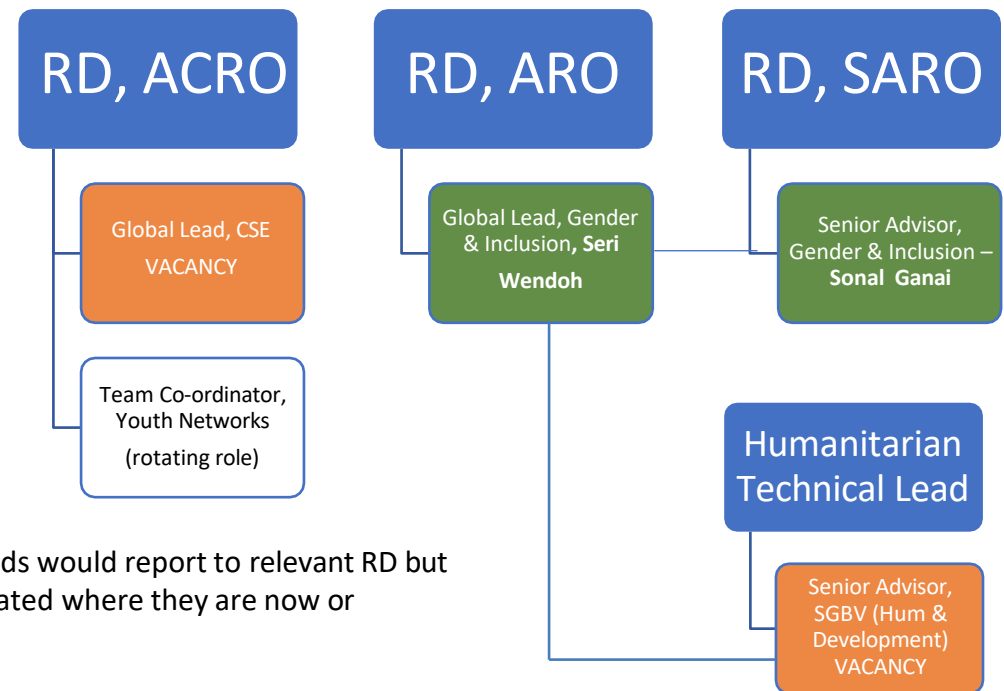 RD, ACRO
Global Lead, CSE
VACANCY
Team Co-ordinator,
Youth Networks
(rotating role)
RD, ARO
Global Lead, Gender
& Inclusion, Seri
Wendoh
RD, SARO
Senior Advisor,
Gender & Inclusion –
Sonal Ganai
Humanitarian
Technical Lead
Senior Advisor,
SGBV (Hum &
Development)
VACANCY
ds would report to relevant RD but
ated where they are now or